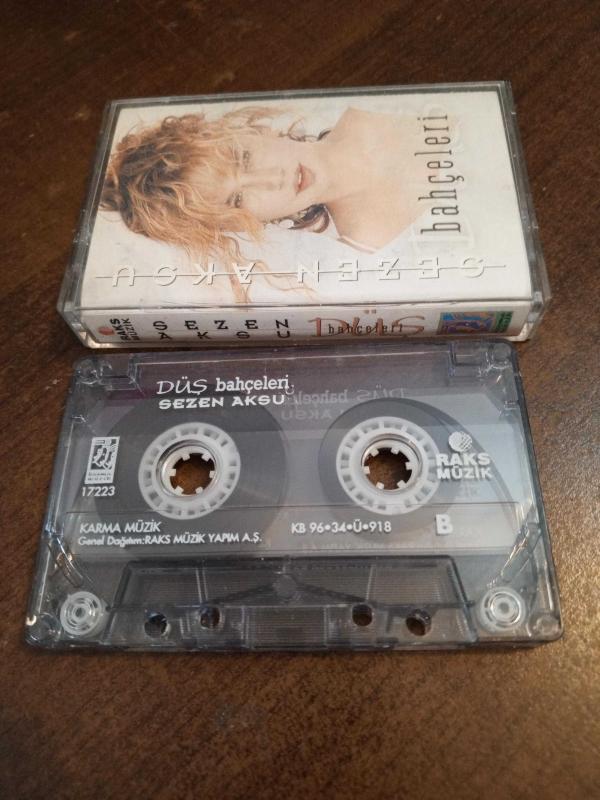 bahçeleri
SEZEN AKSU
RAKS
MÜZİK
SEZEN
AKSU
DÜŞ
bahçeleri
DÜŞ bahçeleri
SEZEN AKSU
RAKS
MÜZİK
17223
KARMA MÜZİK
KB 96•34•Ü•918
B
Genel Dağıtım:RAKS MÜZİK YAPIM A.Ş.